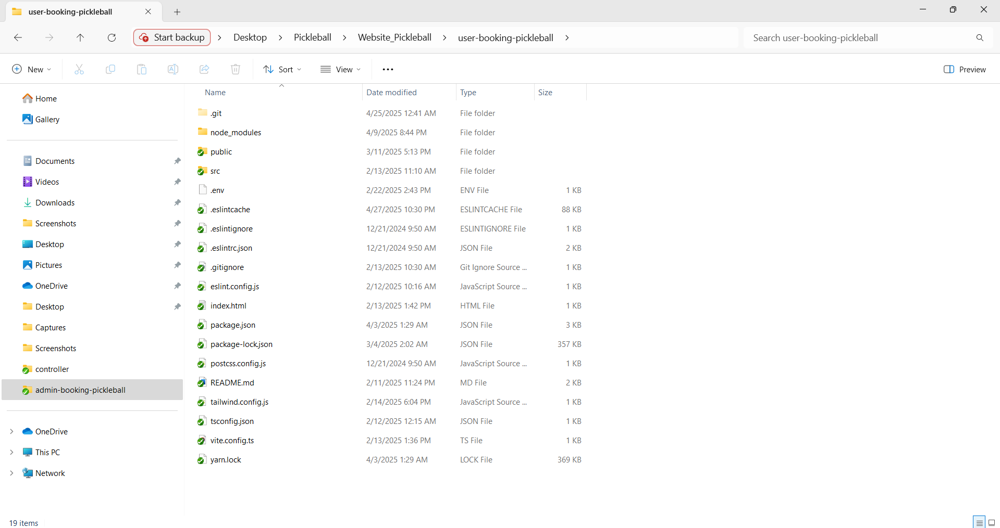 user-booking-pickleball
Start backup > Desktop > Pickleball > Website_Pickleball > user-booking-pickleball >
Search user-booking-pickleball
New
Sort
View
Preview
Home
Gallery
Documents
Videos
Downloads
Screenshots
Desktop
Pictures
OneDrive
Desktop
Captures
Screenshots
controller
admin-booking-pickleball
OneDrive
This PC
Network
Name Date modified Type Size
.git 4/25/2025 12:41 AM File folder
node_modules 4/9/2025 8:44 PM File folder
public 3/11/2025 5:13 PM File folder
src 2/13/2025 11:10 AM File folder
.env 2/22/2025 2:43 PM ENV File 1 KB
.eslintcache 4/27/2025 10:30 PM ESLINTCACHE File 88 KB
.eslintignore 12/21/2024 9:50 AM ESLINTIGNORE File 1 KB
.eslintrc.json 12/21/2024 9:50 AM JSON File 2 KB
.gitignore 2/13/2025 10:30 AM Git Ignore Source ... 1 KB
eslint.config.js 2/12/2025 10:16 AM JavaScript Source ... 1 KB
index.html 2/13/2025 1:42 PM HTML File 1 KB
package.json 4/3/2025 1:29 AM JSON File 3 KB
package-lock.json 3/4/2025 2:02 AM JSON File 357 KB
postcss.config.js 12/21/2024 9:50 AM JavaScript Source ... 1 KB
README.md 2/11/2025 11:24 PM MD File 2 KB
tailwind.config.js 2/14/2025 6:04 PM JavaScript Source ... 1 KB
tsconfig.json 2/12/2025 12:15 AM JSON File 1 KB
vite.config.ts 2/13/2025 1:36 PM TS File 1 KB
yarn.lock 4/3/2025 1:29 AM LOCK File 369 KB
19 items